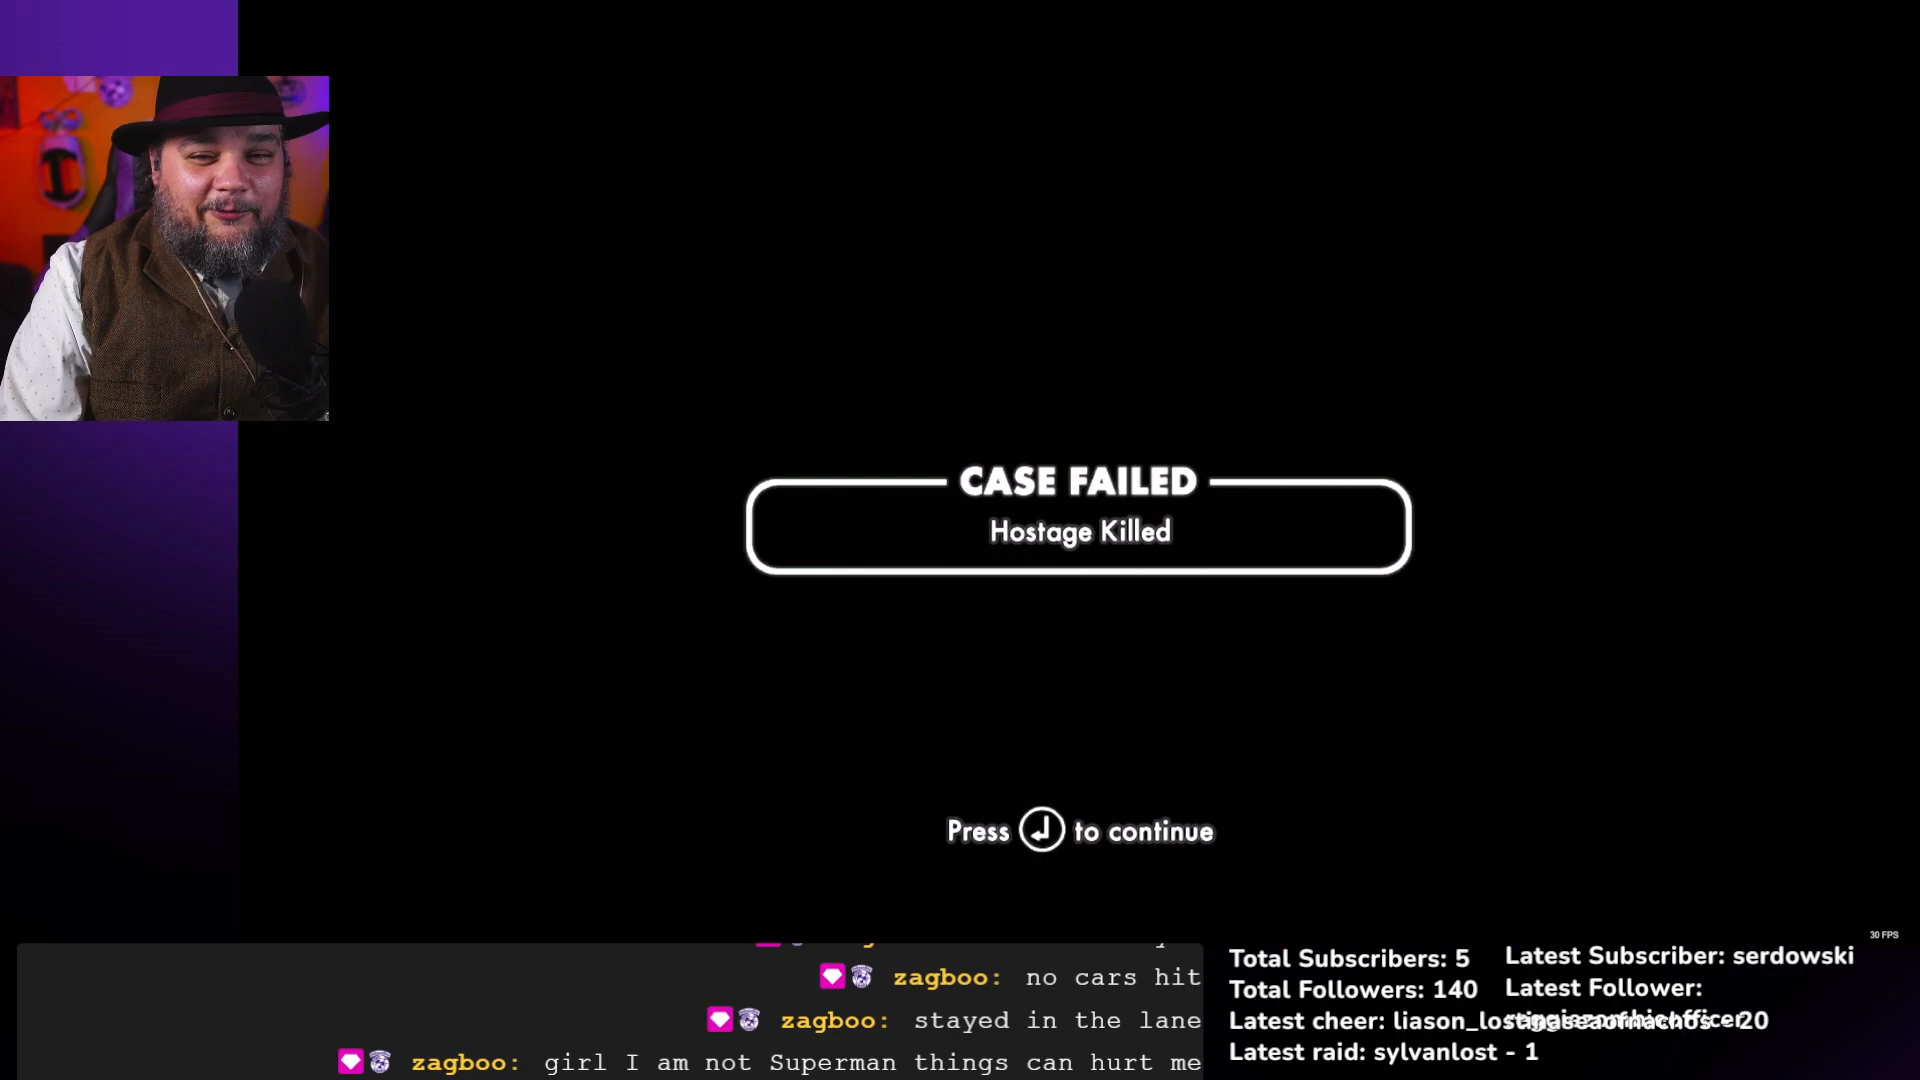 CASE FAILED
Hostage Killed
Press to continue
30 FPS
zagboo: no cars hit
zagboo: stayed in the lane
zagboo: girl I am not Superman things can hurt me
Total Subscribers: 5
Total Followers: 140
Latest cheer: - 20
Latest raid: sylvanlost - 1
Latest Subscriber: serdowski
Latest Follower: